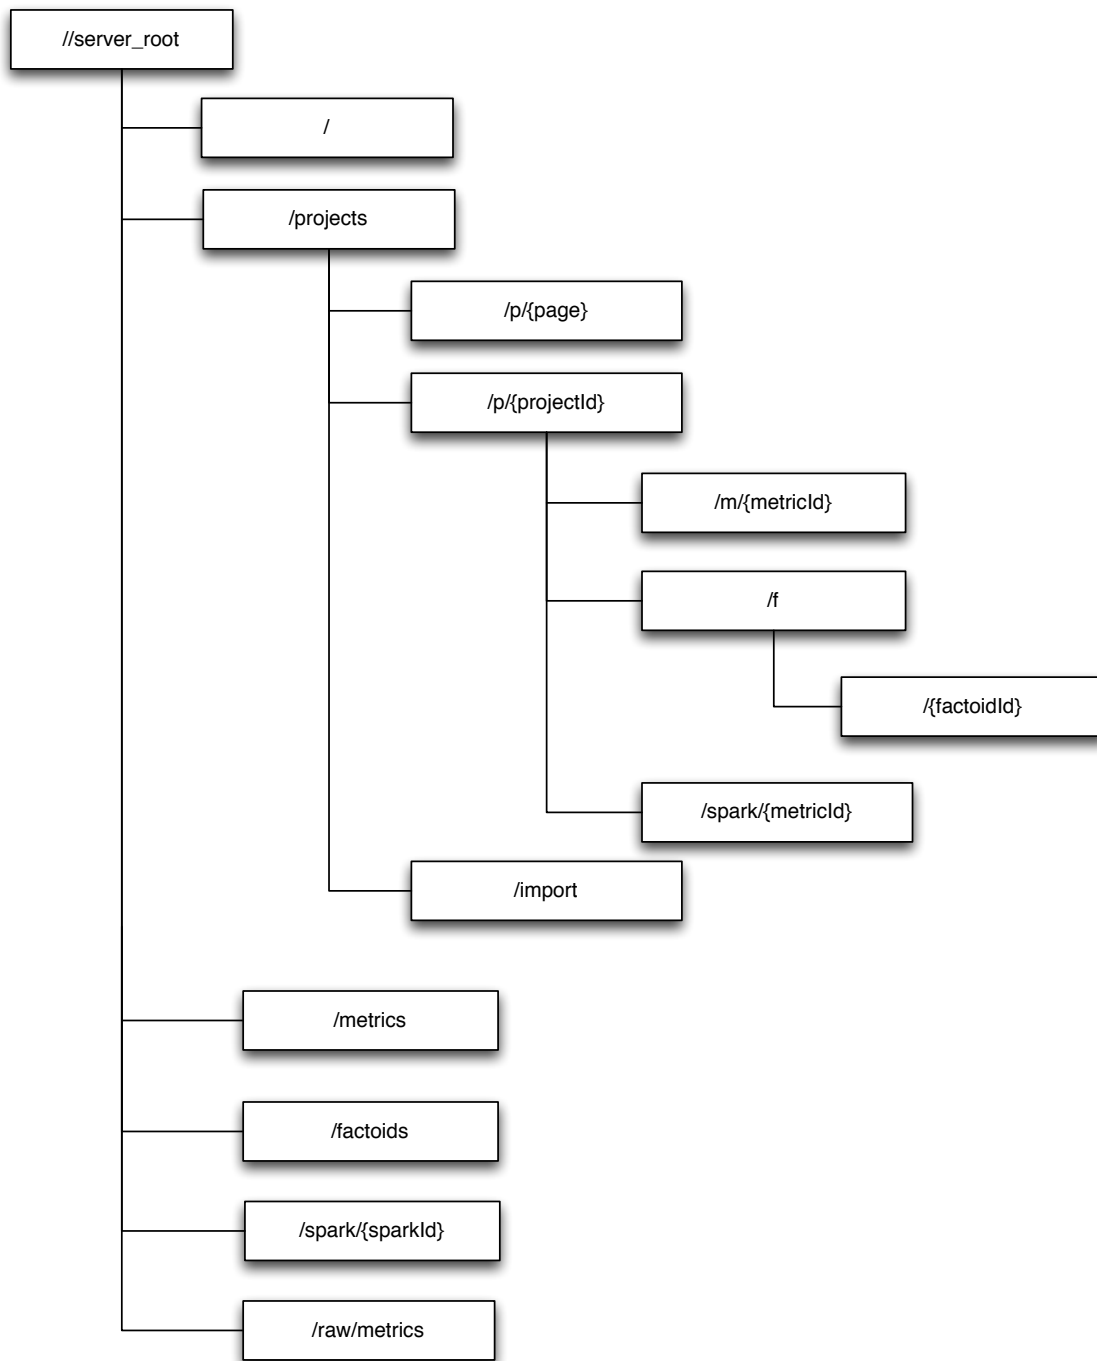 //server_root
/
/projects
/p/{page}
/p/{projectId}
/m/{metricId}
/f
/{factoidId}
/spark/{metricId}
/import
/metrics
/factoids
/spark/{sparkId}
/raw/metrics